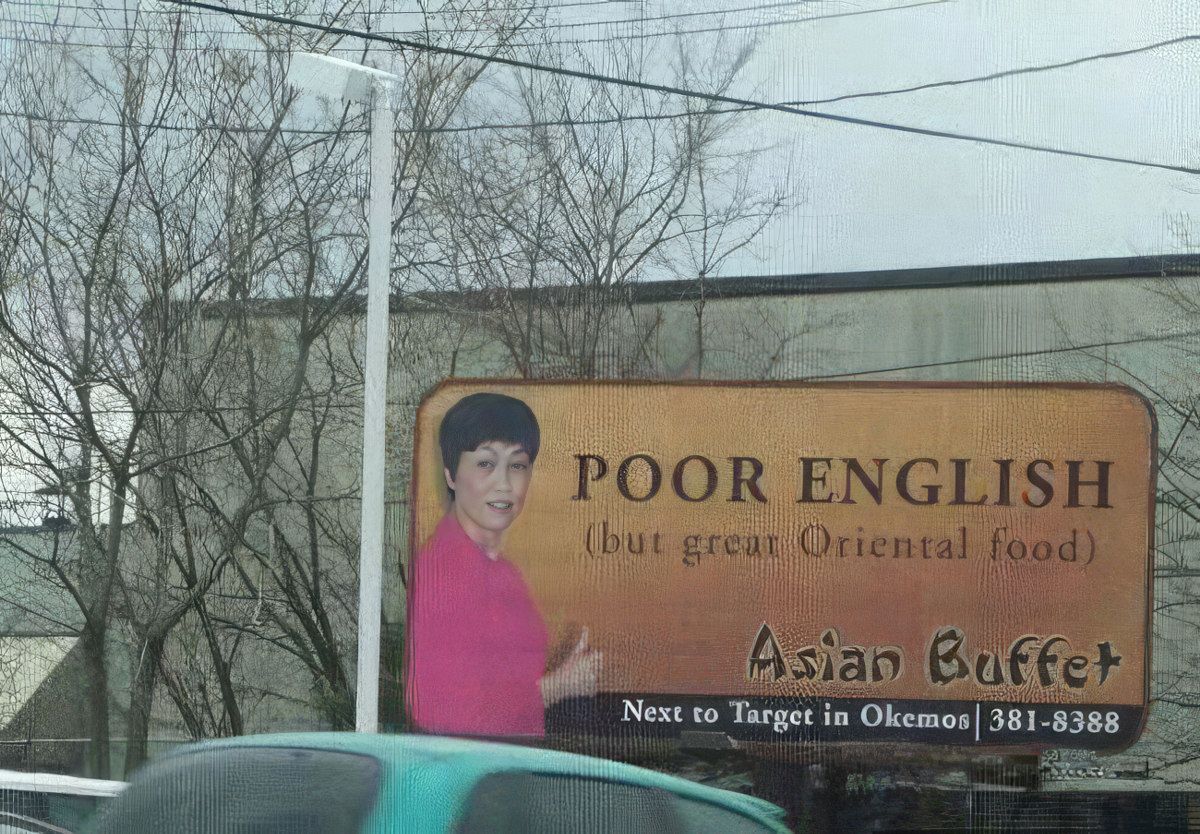 POOR ENGLISH
(but great Oriental food)
Asian Buffet
Next to Target in Okemos | 381-8388